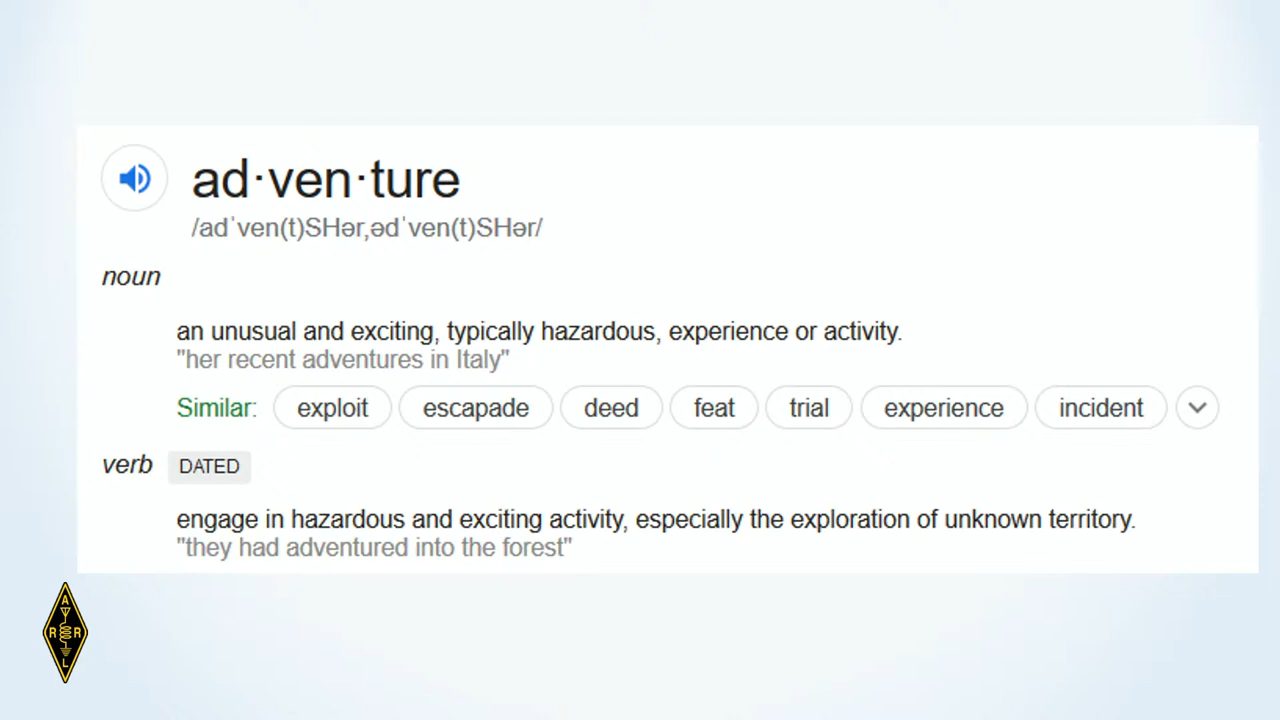 ad·ven·ture
/adˈven(t)SHər,ədˈven(t)SHər/
noun
an unusual and exciting, typically hazardous, experience or activity.
"her recent adventures in Italy"
Similar: exploit escapade deed feat trial experience incident
verb DATED
engage in hazardous and exciting activity, especially the exploration of unknown territory.
"they had adventured into the forest"
A
R R
L